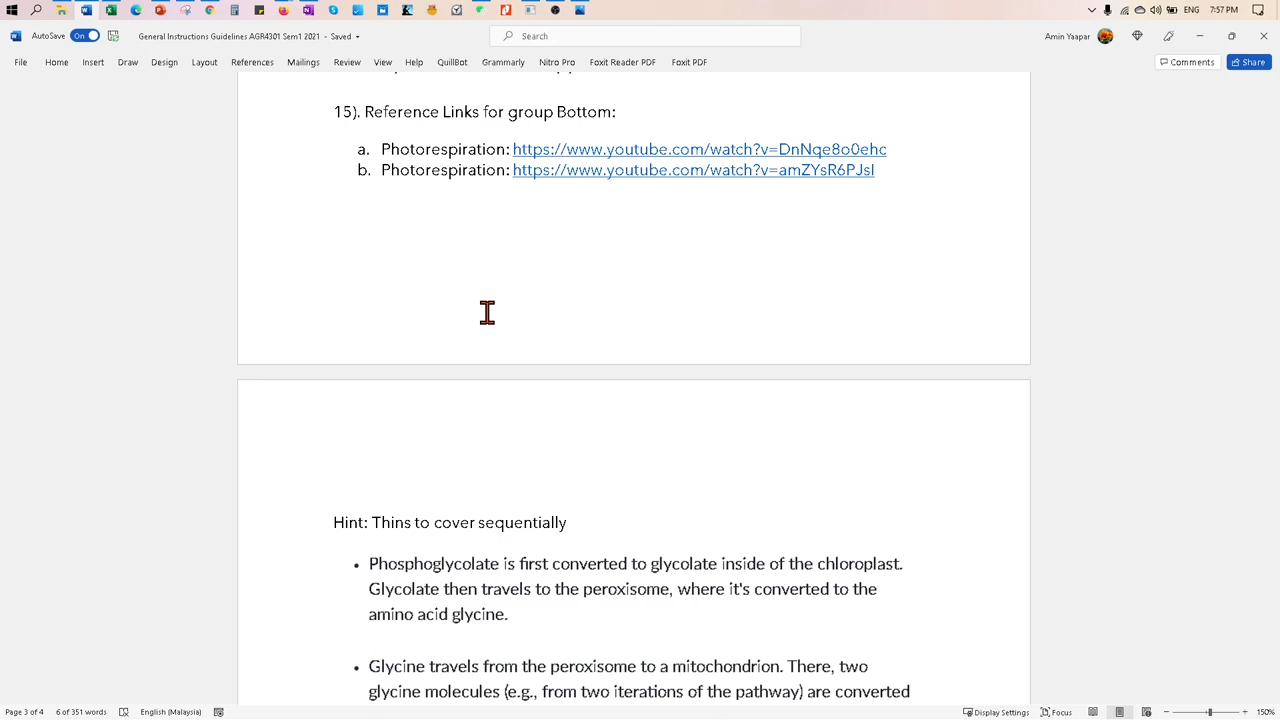 ENG 7:57 PM
AutoSave On General Instructions Guidelines AGR4301 Sem1 2021 - Saved Search Amin Yaapar
File Home Insert Draw Design Layout References Mailings Review View Help QuillBot Grammarly Nitro Pro Foxit Reader PDF Foxit PDF Comments Share
15). Reference Links for group Bottom:
a. Photorespiration: https://www.youtube.com/watch?v=DnNqe8o0ehc
b. Photorespiration: https://www.youtube.com/watch?v=amZYsR6PJsI
Hint: Thins to cover sequentially
• Phosphoglycolate is first converted to glycolate inside of the chloroplast.
Glycolate then travels to the peroxisome, where it's converted to the
amino acid glycine.
• Glycine travels from the peroxisome to a mitochondrion. There, two
glycine molecules (e.g., from two iterations of the pathway) are converted
Page 3 of 4 6 of 351 words English (Malaysia) Display Settings Focus 150%